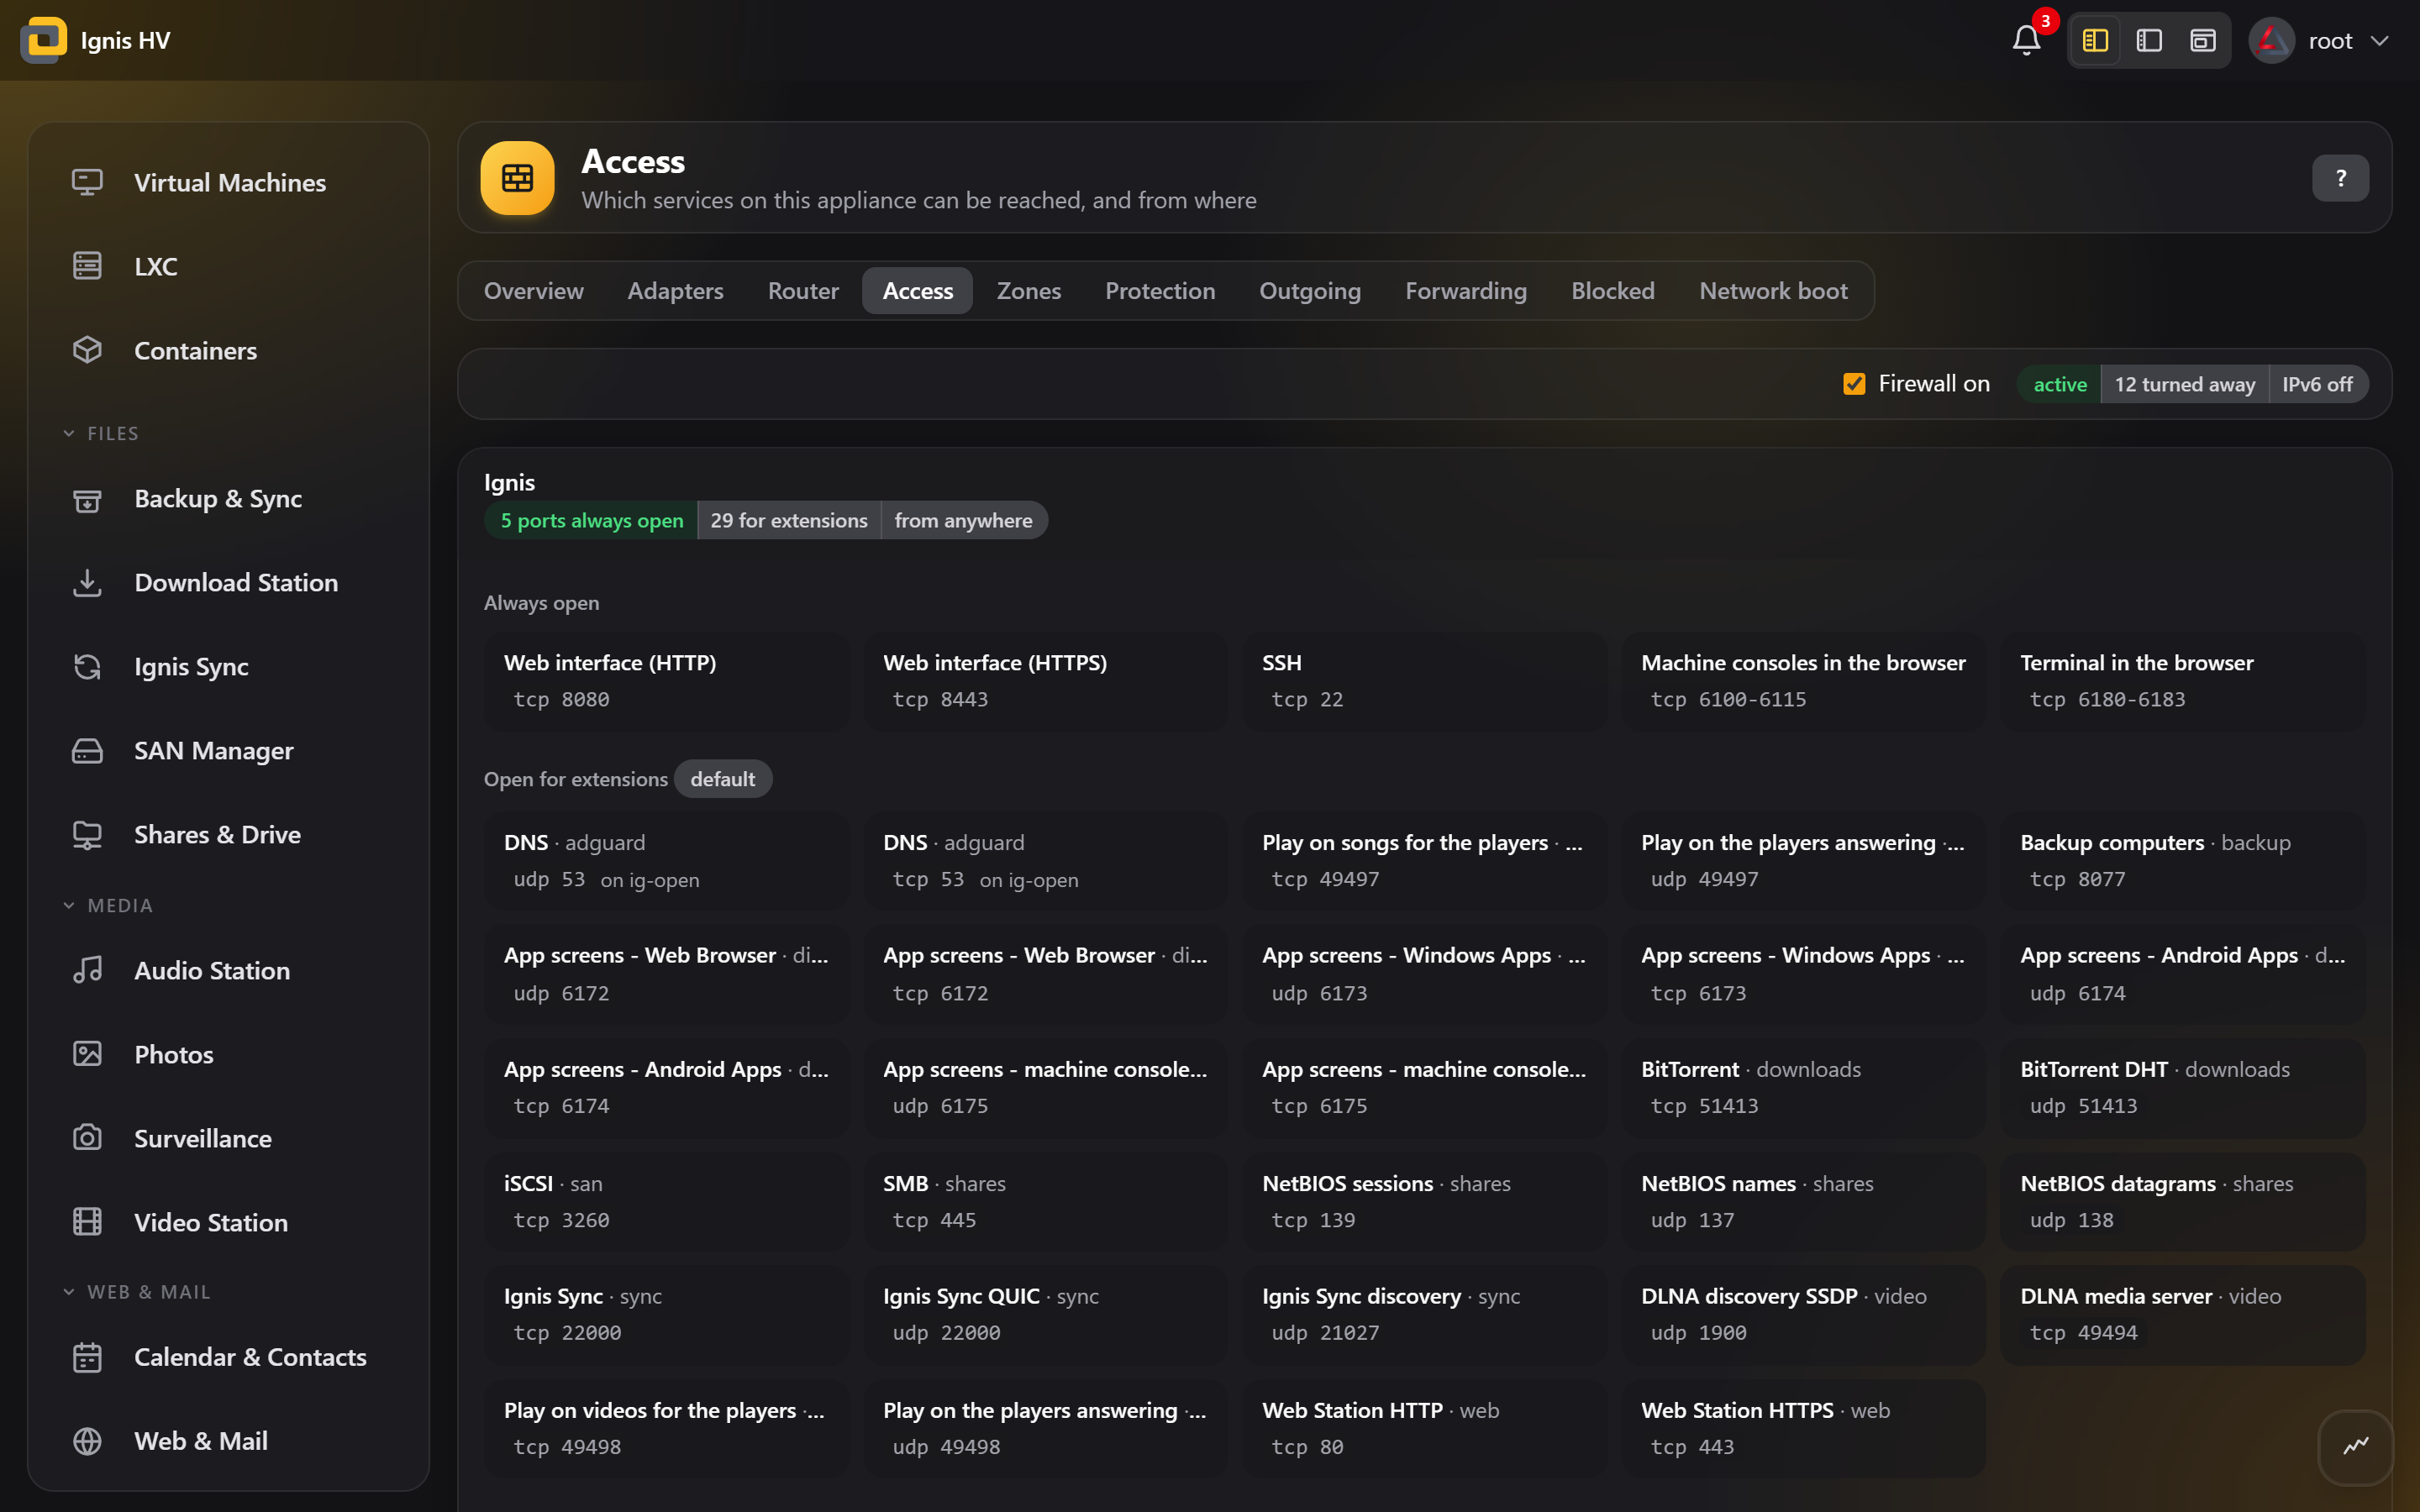 Ignis HV
3
root
Virtual Machines
LXC
Containers
FILES
Backup & Sync
Download Station
Ignis Sync
SAN Manager
Shares & Drive
MEDIA
Audio Station
Photos
Surveillance
Video Station
WEB & MAIL
Calendar & Contacts
Web & Mail
Access
Which services on this appliance can be reached, and from where
?
Overview Adapters Router Access Zones Protection Outgoing Forwarding Blocked Network boot
Firewall on active 12 turned away IPv6 off
Ignis
5 ports always open 29 for extensions from anywhere
Always open
Web interface (HTTP)
tcp 8080
Web interface (HTTPS)
tcp 8443
SSH
tcp 22
Machine consoles in the browser
tcp 6100-6115
Terminal in the browser
tcp 6180-6183
Open for extensions default
DNS · adguard
udp 53 on ig-open
DNS · adguard
tcp 53 on ig-open
Play on songs for the players · ...
tcp 49497
Play on the players answering ·...
udp 49497
Backup computers · backup
tcp 8077
App screens - Web Browser · di...
udp 6172
App screens - Web Browser · di...
tcp 6172
App screens - Windows Apps · ...
udp 6173
App screens - Windows Apps · ...
tcp 6173
App screens - Android Apps · d...
udp 6174
App screens - Android Apps · d...
tcp 6174
App screens - machine console...
udp 6175
App screens - machine console...
tcp 6175
BitTorrent · downloads
tcp 51413
BitTorrent DHT · downloads
udp 51413
iSCSI · san
tcp 3260
SMB · shares
tcp 445
NetBIOS sessions · shares
tcp 139
NetBIOS names · shares
udp 137
NetBIOS datagrams · shares
udp 138
Ignis Sync · sync
tcp 22000
Ignis Sync QUIC · sync
udp 22000
Ignis Sync discovery · sync
udp 21027
DLNA discovery SSDP · video
udp 1900
DLNA media server · video
tcp 49494
Play on videos for the players ·...
tcp 49498
Play on the players answering ·...
udp 49498
Web Station HTTP · web
tcp 80
Web Station HTTPS · web
tcp 443